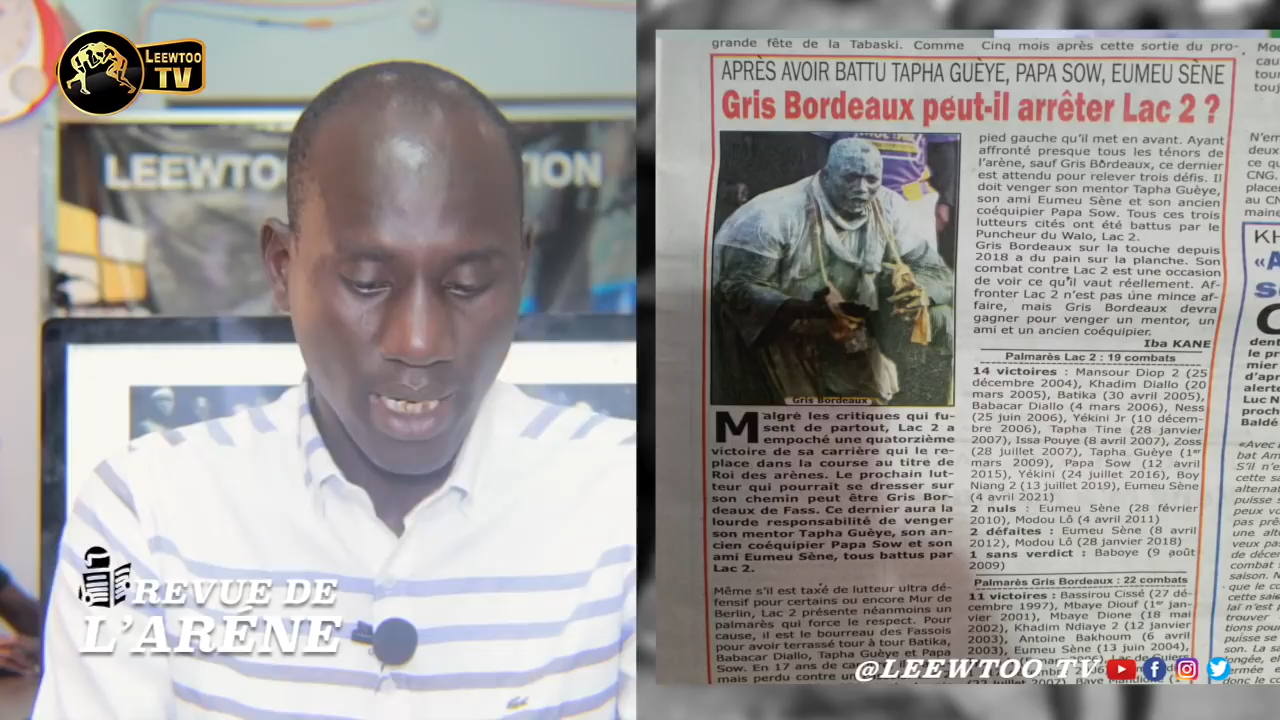 LEEWTOO
TV
LEEWTOO
TION
REVUE DE
L'ARÈNE
grande fête de la Tabaski. Comme
Cinq mois après cette sortie du pro-
APRÈS AVOIR BATTU TAPHA GUÈYE, PAPA SOW, EUMEU SÈNE
Gris Bordeaux peut-il arrêter Lac 2 ?
Gris Bordeaux
Malgré les critiques qui fu-
sent de partout, Lac 2 a
empoché une quatorzième
victoire de sa carrière qui le re-
place dans la course au titre de
Roi des arènes. Le prochain lut-
teur qui pourrait se dresser sur
son chemin peut être Gris Bor-
deaux de Fass. Ce dernier aura la
lourde responsabilité de venger
son mentor Tapha Guèye, son an-
cien coéquipier Papa Sow et son
ami Eumeu Sène, tous battus par
Lac 2.
Même s'il est taxé de lutteur ultra dé-
fensif pour certains ou encore Mur de
Berlin, Lac 2 présente néanmoins un
palmarès qui force le respect. Pour
cause, il est le bourreau des Fassois
pour avoir terrassé tour à tour Batika,
Babacar Diallo, Tapha Guèye et Papa
Sow. En 17 ans de
mais perdu contre un
pied gauche qu'il met en avant. Ayant
affronté presque tous les ténors de
l'arène, sauf Gris Bordeaux, ce dernier
est attendu pour relever trois défis. Il
doit venger son mentor Tapha Guèye,
son ami Eumeu Sène et son ancien
coéquipier Papa Sow. Tous ces trois
lutteurs cités ont été battus par le
Puncheur du Walo, Lac 2.
Gris Bordeaux sur la touche depuis
2018 a du pain sur la planche. Son
combat contre Lac 2 est une occasion
de voir ce qu'il vaut réellement. Af-
fronter Lac 2 n'est pas une mince af-
faire, mais Gris Bordeaux devra
gagner pour venger un mentor, un
ami et un ancien coéquipier.
Iba KANE
Palmarès Lac 2 : 19 combats
14 victoires : Mansour Diop 2 (25
décembre 2004), Khadim Diallo (20
mars 2005), Batika (30 avril 2005),
Babacar Diallo (4 mars 2006), Ness
(25 juin 2006), Yékini Jr (10 décem-
bre 2006), Tapha Tine (28 janvier
2007), Issa Pouye (8 avril 2007), Zoss
(28 juillet 2007), Tapha Guèye (1er
mars 2009), Papa Sow (12 avril
2015), Yékini (24 juillet 2016), Boy
Niang 2 (13 juillet 2019), Eumeu Sène
(4 avril 2021)
2 nuls : Eumeu Sène (28 février
2010), Modou Lô (4 avril 2011)
2 défaites : Eumeu Sène (8 avril
2012), Modou Lô (28 janvier 2018)
1 sans verdict : Baboye (9 août
2009)
Palmarès Gris Bordeaux : 22 combats
11 victoires : Bassirou Cissé (27 dé-
cembre 1997), Mbaye Diouf (1er jan-
vier 2001), Mbaye Dione (18 mai
2002), Khadim Ndiaye 2 (12 janvier
2003), Antoine Bakhoum (6 avril
2003), Eumeu Sène (13 juin 2004),
@LEEWTOO TV